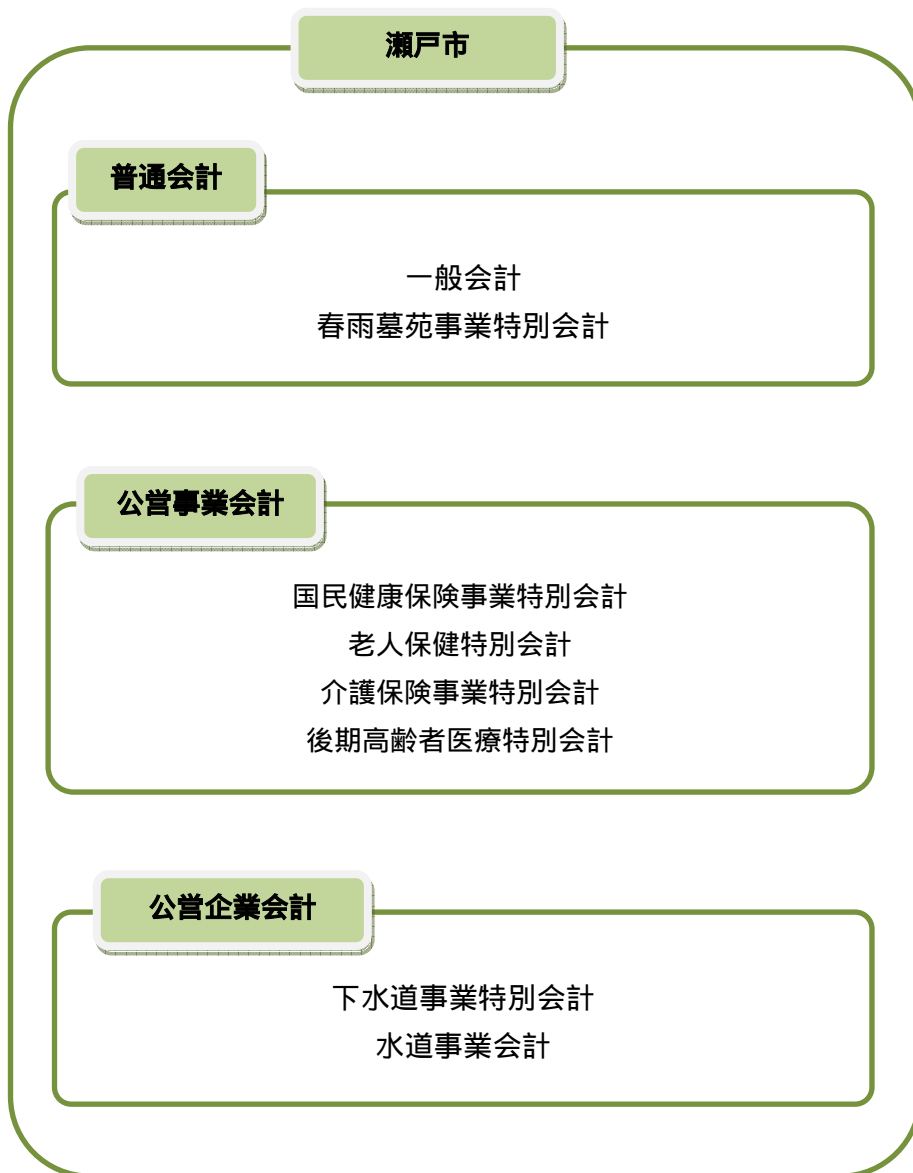 瀬戸市
普通会計
一般会計
春雨墓苑事業特別会計
公営事業会計
国民健康保険事業特別会計
老人保健特別会計
介護保険事業特別会計
後期高齢者医療特別会計
公営企業会計
下水道事業特別会計
水道事業会計